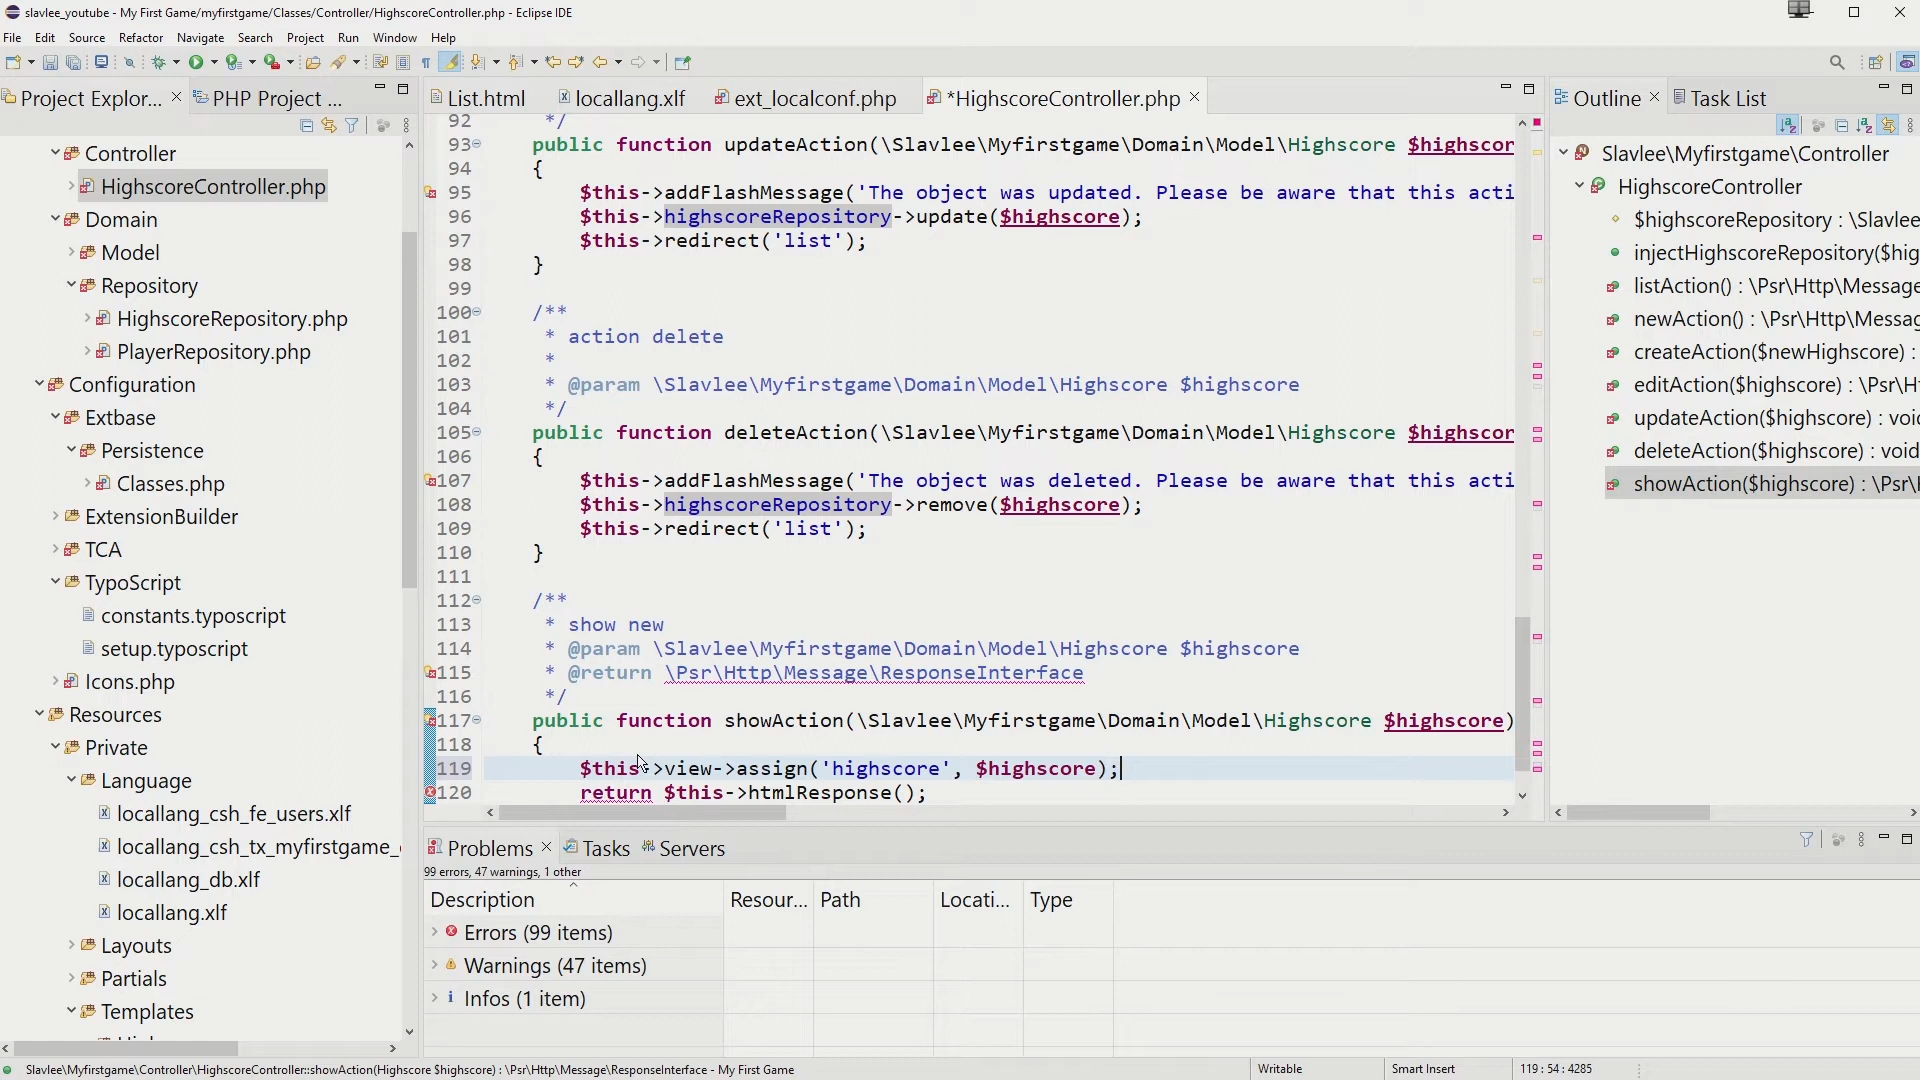 slavlee_youtube - My First Game/myfirstgame/Classes/Controller/HighscoreController.php - Eclipse IDE
File Edit Source Refactor Navigate Search Project Run Window Help
Project Explor... PHP Project ...
List.html locallang.xlf ext_localconf.php *HighscoreController.php
Outline Task List
Controller
HighscoreController.php
Domain
Model
Repository
HighscoreRepository.php
PlayerRepository.php
Configuration
Extbase
Persistence
Classes.php
ExtensionBuilder
TCA
TypoScript
constants.typoscript
setup.typoscript
Icons.php
Resources
Private
Language
locallang_csh_fe_users.xlf
locallang_csh_tx_myfirstgame_
locallang_db.xlf
locallang.xlf
Layouts
Partials
Templates
92 */
93 public function updateAction(\Slavlee\Myfirstgame\Domain\Model\Highscore $highscor
94 {
95 $this->addFlashMessage('The object was updated. Please be aware that this acti
96 $this->highscoreRepository->update($highscore);
97 $this->redirect('list');
98 }
99
100 /**
101 * action delete
102 *
103 * @param \Slavlee\Myfirstgame\Domain\Model\Highscore $highscore
104 */
105 public function deleteAction(\Slavlee\Myfirstgame\Domain\Model\Highscore $highscor
106 {
107 $this->addFlashMessage('The object was deleted. Please be aware that this acti
108 $this->highscoreRepository->remove($highscore);
109 $this->redirect('list');
110 }
111
112 /**
113 * show new
114 * @param \Slavlee\Myfirstgame\Domain\Model\Highscore $highscore
115 * @return \Psr\Http\Message\ResponseInterface
116 */
117 public function showAction(\Slavlee\Myfirstgame\Domain\Model\Highscore $highscore)
118 {
119 $this->view->assign('highscore', $highscore);
120 return $this->htmlResponse();
Slavlee\Myfirstgame\Controller
HighscoreController
$highscoreRepository : \Slavlee
injectHighscoreRepository($hig
listAction() : \Psr\Http\Message
newAction() : \Psr\Http\Messag
createAction($newHighscore) :
editAction($highscore) : \Psr\H
updateAction($highscore) : voic
deleteAction($highscore) : void
showAction($highscore) : \Psr\
Problems Tasks Servers
99 errors, 47 warnings, 1 other
Description Resour... Path Locati... Type
Errors (99 items)
Warnings (47 items)
Infos (1 item)
Slavlee\Myfirstgame\Controller\HighscoreController::showAction(Highscore $highscore) : \Psr\Http\Message\ResponseInterface - My First Game
Writable Smart Insert 119 : 54 : 4285